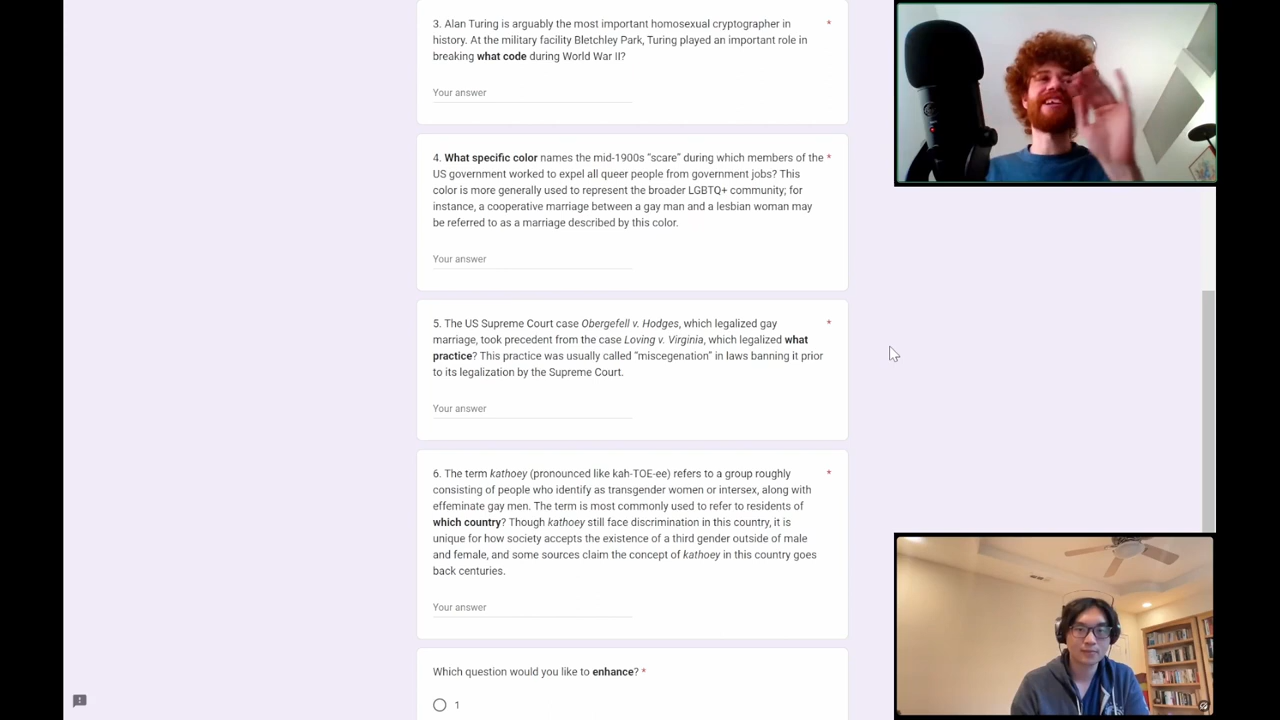 3. Alan Turing is arguably the most important homosexual cryptographer in *
history. At the military facility Bletchley Park, Turing played an important role in
breaking what code during World War II?
Your answer
4. What specific color names the mid-1900s “scare” during which members of the *
US government worked to expel all queer people from government jobs? This
color is more generally used to represent the broader LGBTQ+ community; for
instance, a cooperative marriage between a gay man and a lesbian woman may
be referred to as a marriage described by this color.
Your answer
5. The US Supreme Court case Obergefell v. Hodges, which legalized gay *
marriage, took precedent from the case Loving v. Virginia, which legalized what
practice? This practice was usually called “miscegenation” in laws banning it prior
to its legalization by the Supreme Court.
Your answer
6. The term kathoey (pronounced like kah-TOE-ee) refers to a group roughly *
consisting of people who identify as transgender women or intersex, along with
effeminate gay men. The term is most commonly used to refer to residents of
which country? Though kathoey still face discrimination in this country, it is
unique for how society accepts the existence of a third gender outside of male
and female, and some sources claim the concept of kathoey in this country goes
back centuries.
Your answer
Which question would you like to enhance? *
1